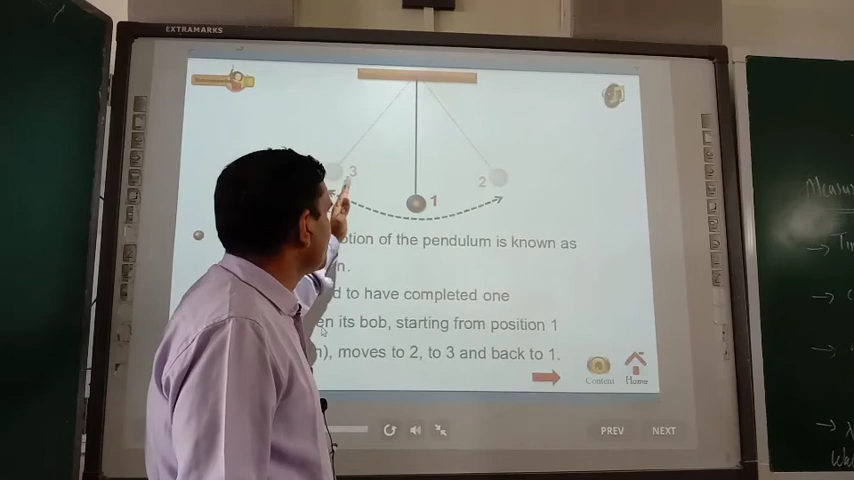 EXTRAMARKS
3
2
1
otion of the pendulum is known as
n.
d to have completed one
en its bob, starting from position 1
n), moves to 2, to 3 and back to 1.
Content
Home
PREV
NEXT